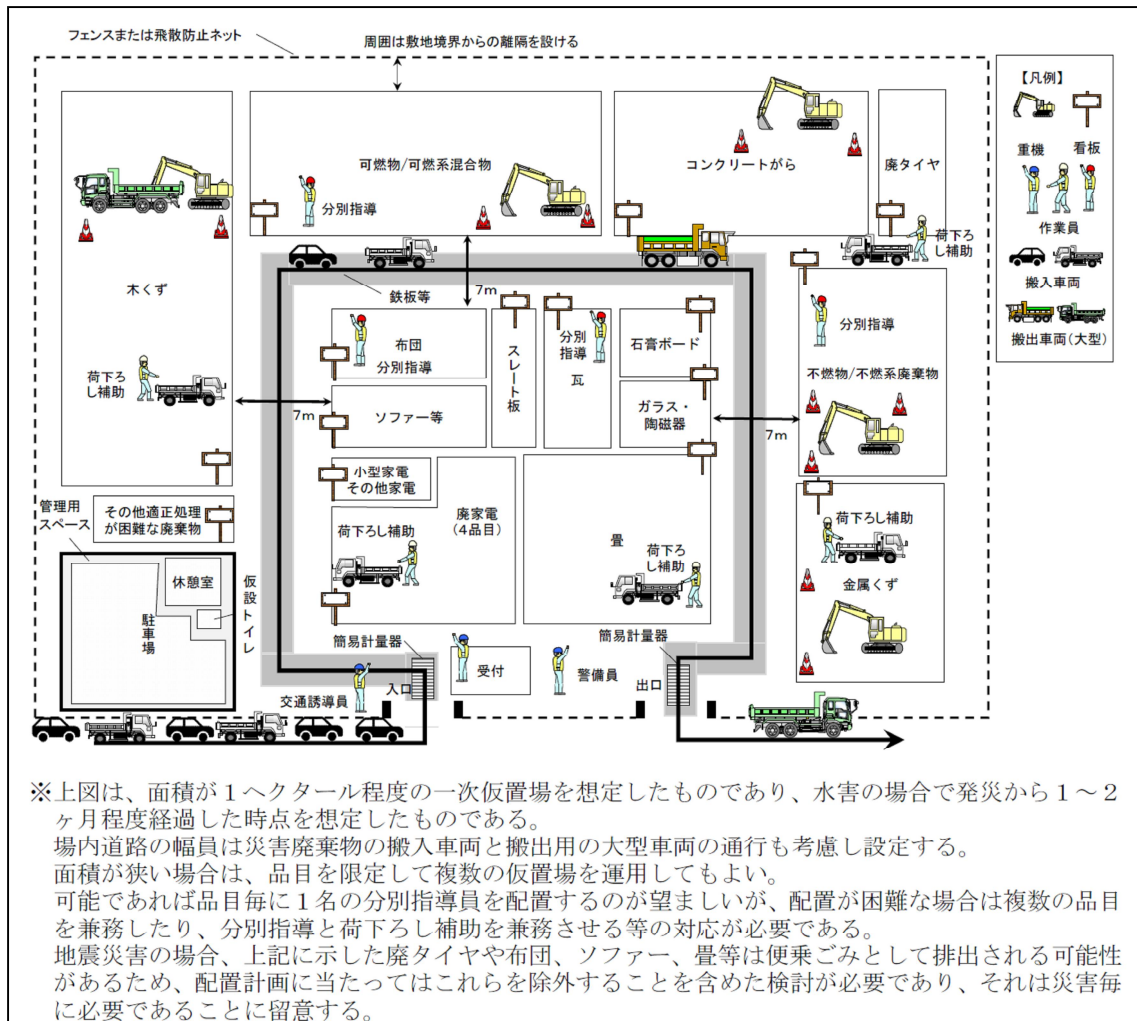 フェンスまたは飛散防止ネット
周囲は敷地境界からの離隔を設ける
【凡例】
重機
看板
作業員
搬入車両
搬出車両(大型)
可燃物/可燃系混合物
分別指導
コンクリートがら
廃タイヤ
荷下ろ
し補助
木くず
鉄板等
7m
布団
分別指導
スレート板
分別
指導
瓦
石膏ボード
分別指導
不燃物/不燃系廃棄物
荷下ろ
し補助
7m
ソファー等
ガラス・
陶磁器
7m
小型家電
その他家電
廃家電
(4品目)
管理用
スペース
その他適正処理
が困難な廃棄物
荷下ろし補助
畳
荷下ろ
し補助
荷下ろし補助
金属くず
休憩室
仮設トイレ
駐車場
簡易計量器
簡易計量器
受付
警備員
入口
出口
交通誘導員
※上図は、面積が1ヘクタール程度の一次仮置場を想定したものであり、水害の場合で発災から1~2
ヶ月程度経過した時点を想定したものである。
場内道路の幅員は災害廃棄物の搬入車両と搬出用の大型車両の通行も考慮し設定する。
面積が狭い場合は、品目を限定して複数の仮置場を運用してもよい。
可能であれば品目毎に1名の分別指導員を配置するのが望ましいが、配置が困難な場合は複数の品目
を兼務したり、分別指導と荷下ろし補助を兼務させる等の対応が必要である。
地震災害の場合、上記に示した廃タイヤや布団、ソファー、畳等は便乗ごみとして排出される可能性
があるため、配置計画に当たってはこれらを除外することを含めた検討が必要であり、それは災害毎
に必要であることに留意する。